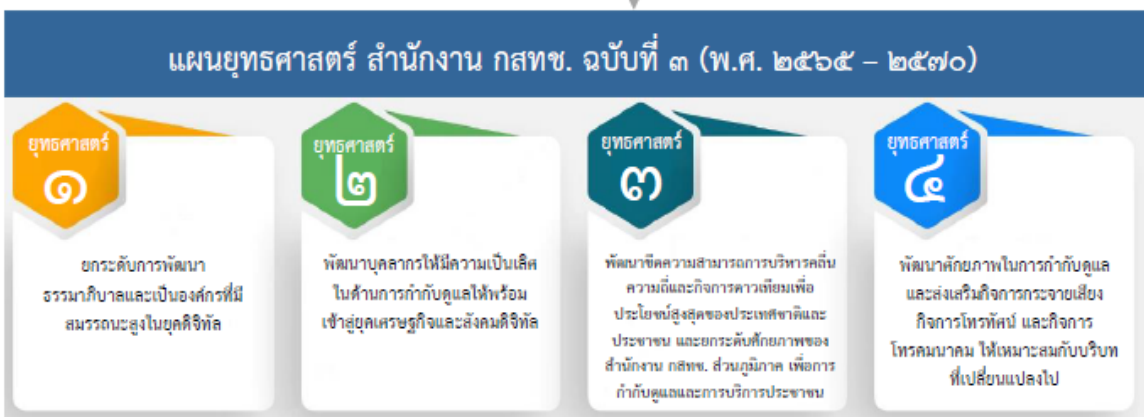 แผนยุทธศาสตร์ สำนักงาน กสทช. ฉบับที่ ๓ (พ.ศ. ๒๕๖๕ – ๒๕๗๐)
ยุทธศาสตร์
๑
ยกระดับการพัฒนา
ธรรมาภิบาลและเป็นองค์กรที่มี
สมรรถนะสูงในยุคดิจิทัล
ยุทธศาสตร์
๒
พัฒนาบุคลากรให้มีความเป็นเลิศ
ในด้านการกำกับดูแลให้พร้อม
เข้าสู่ยุคเศรษฐกิจและสังคมดิจิทัล
ยุทธศาสตร์
๓
พัฒนาขีดความสามารถการบริหารคลื่น
ความถี่และกิจการดาวเทียมเพื่อ
ประโยชน์สูงสุดของประเทศชาติและ
ประชาชน และยกระดับศักยภาพของ
สำนักงาน กสทช. ส่วนภูมิภาค เพื่อการ
กำกับดูแลและการบริการประชาชน
ยุทธศาสตร์
๔
พัฒนาศักยภาพในการกำกับดูแล
และส่งเสริมกิจการกระจายเสียง
กิจการโทรทัศน์ และกิจการ
โทรคมนาคม ให้เหมาะสมกับบริบท
ที่เปลี่ยนแปลงไป